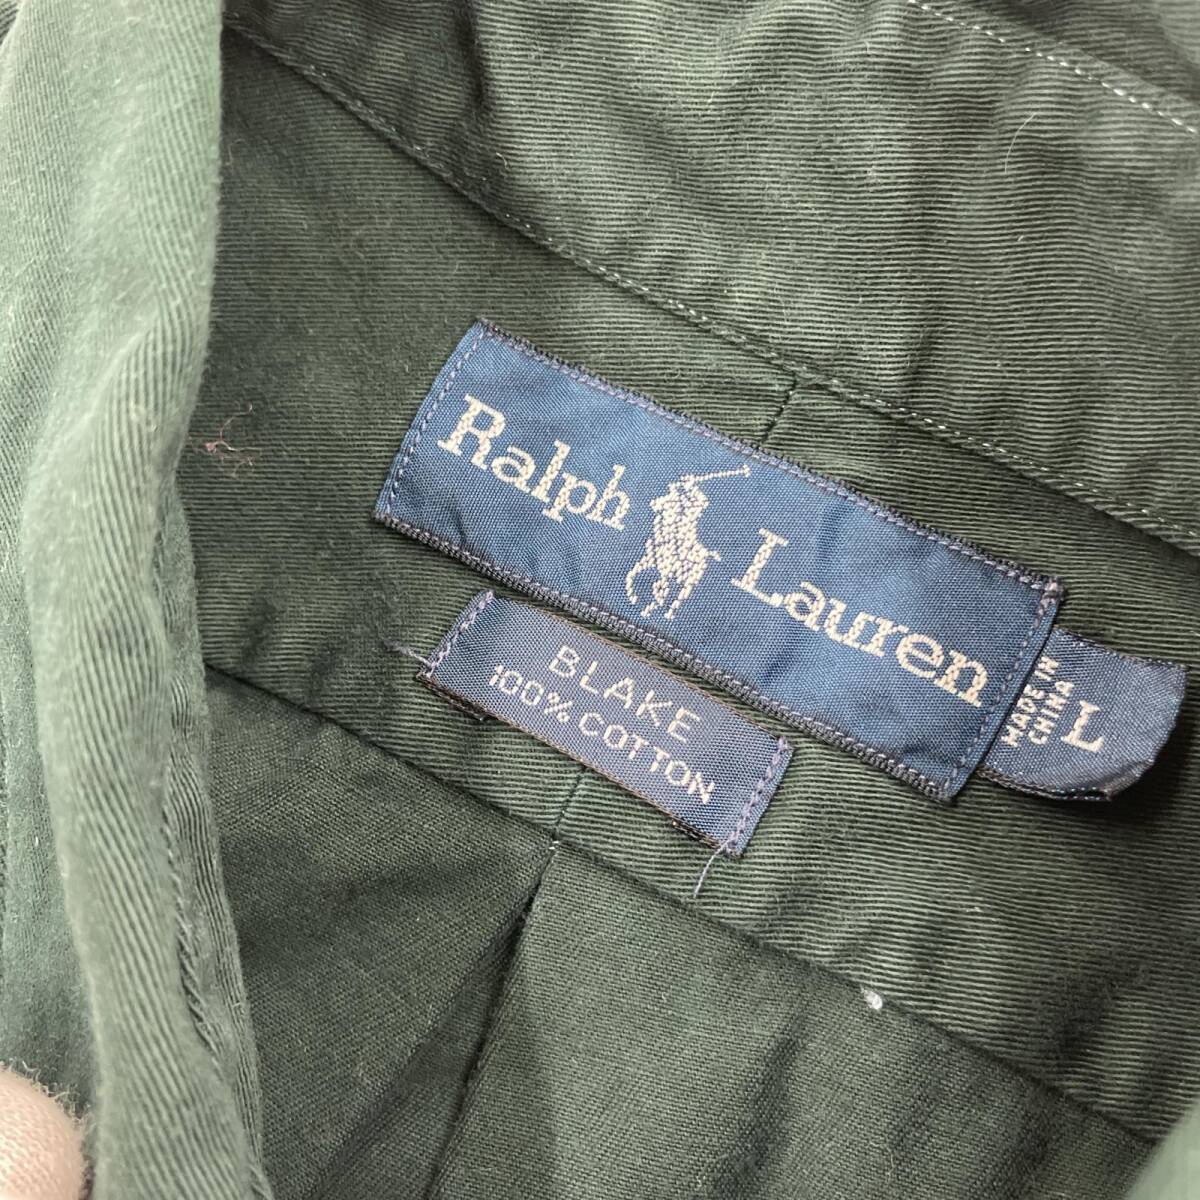 Ralph Lauren
BLAKE
100% COTTON
MADE IN
CHINA
L